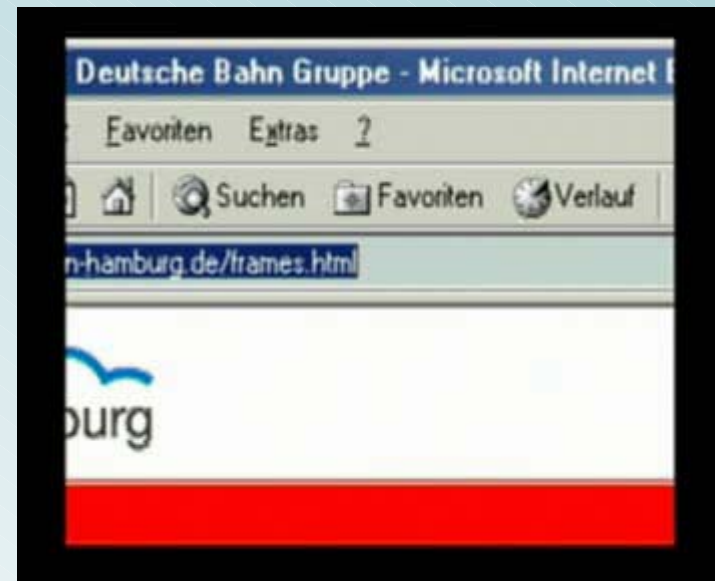 Deutsche Bahn Gruppe - Microsoft Internet E
Favoriten Extras ?
Suchen Favoriten Verlauf
n-hamburg.de/frames.html
burg